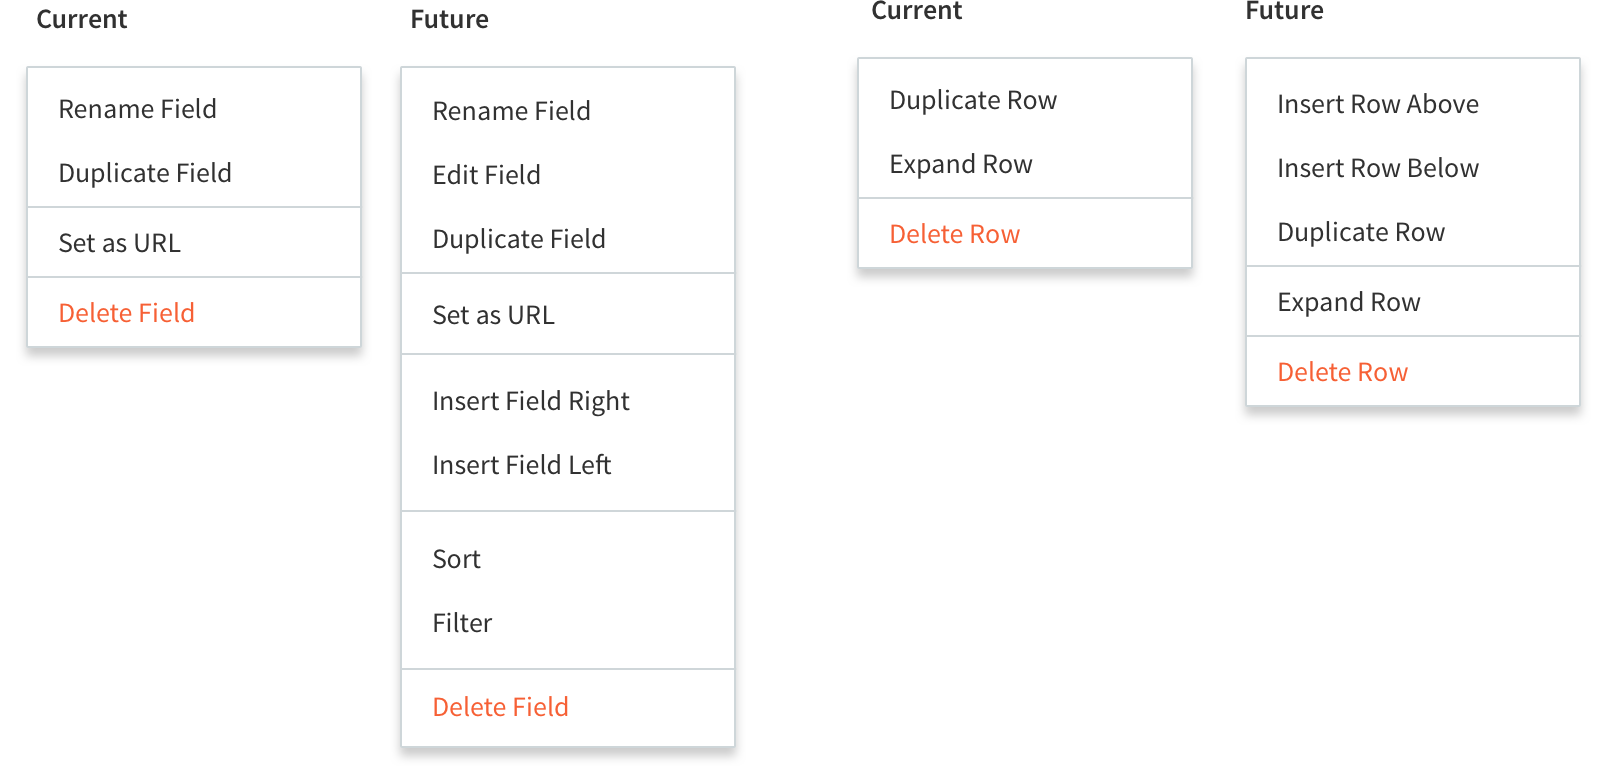 Current
Rename Field
Duplicate Field
Set as URL
Delete Field
Future
Rename Field
Edit Field
Duplicate Field
Set as URL
Insert Field Right
Insert Field Left
Sort
Filter
Delete Field
Current
Duplicate Row
Expand Row
Delete Row
Future
Insert Row Above
Insert Row Below
Duplicate Row
Expand Row
Delete Row